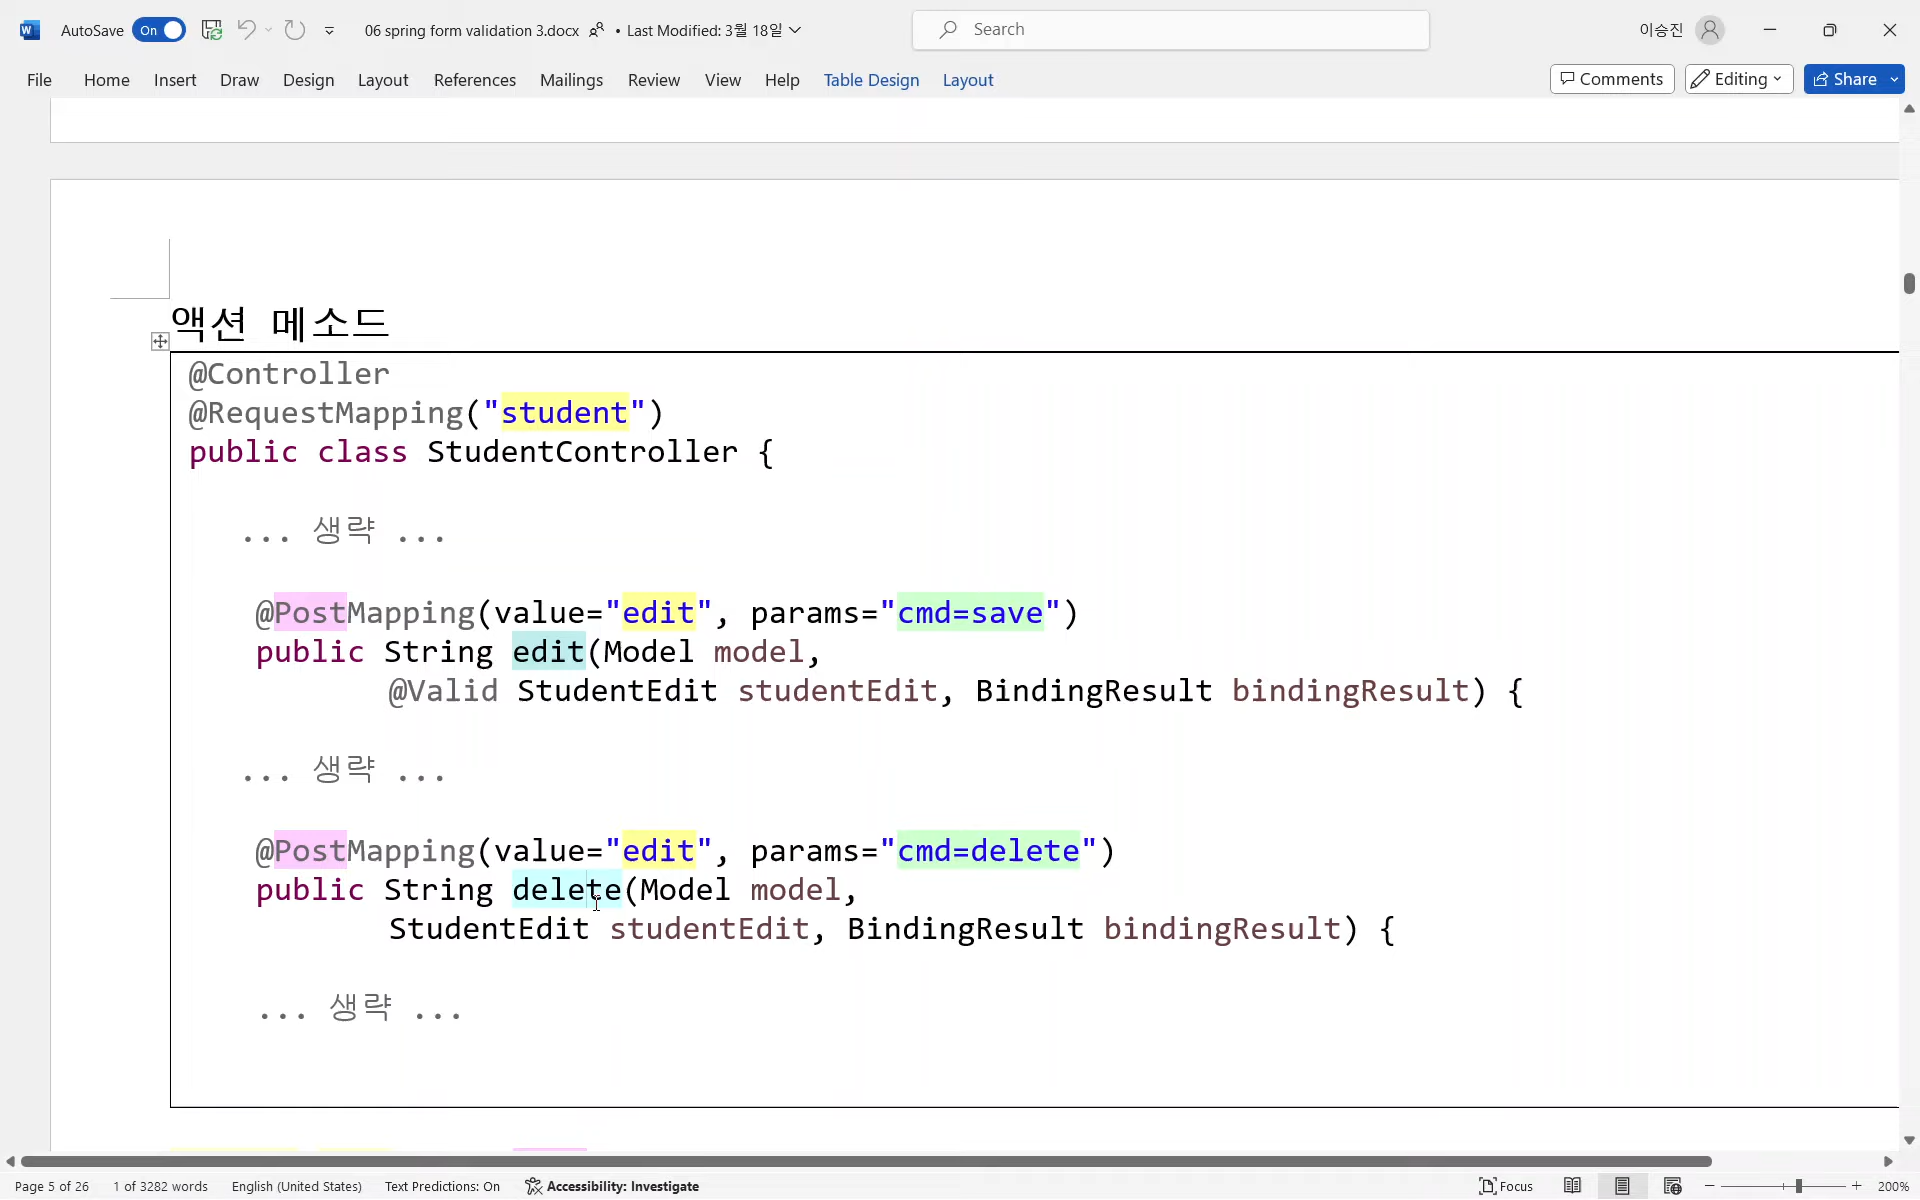 AutoSave On 06 spring form validation 3.docx • Last Modified: 3월 18일 Search 이승진
File Home Insert Draw Design Layout References Mailings Review View Help Table Design Layout Comments Editing Share
액션 메소드
@Controller
@RequestMapping("student")
public class StudentController {
... 생략 ...
@PostMapping(value="edit", params="cmd=save")
public String edit(Model model,
@Valid StudentEdit studentEdit, BindingResult bindingResult) {
... 생략 ...
@PostMapping(value="edit", params="cmd=delete")
public String delete(Model model,
StudentEdit studentEdit, BindingResult bindingResult) {
... 생략 ...
Page 5 of 26 1 of 3282 words English (United States) Text Predictions: On Accessibility: Investigate Focus 200%